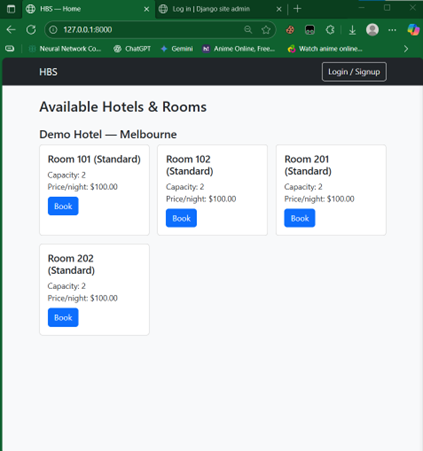 HBS — Home
Log in | Django site admin
127.0.0.1:8000
Neural Network Co...
ChatGPT
Gemini
Anime Online, Free...
Watch anime online...
HBS
Login / Signup
Available Hotels & Rooms
Demo Hotel — Melbourne
Room 101 (Standard)
Capacity: 2
Price/night: $100.00
Book
Room 102
(Standard)
Capacity: 2
Price/night: $100.00
Book
Room 201
(Standard)
Capacity: 2
Price/night: $100.00
Book
Room 202
(Standard)
Capacity: 2
Price/night: $100.00
Book